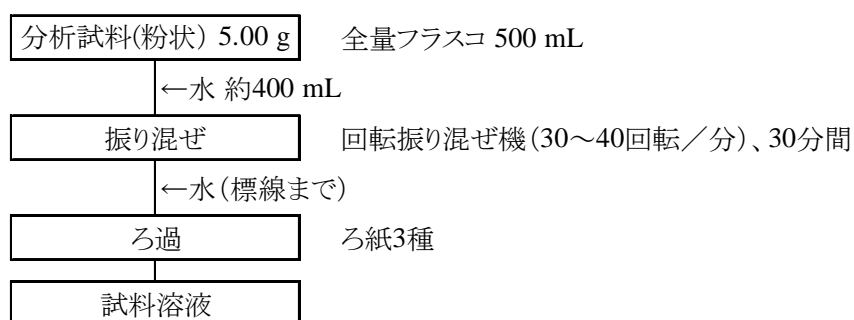 分析試料(粉状) 5.00 g 全量フラスコ 500 mL
←水 約400 mL
振り混ぜ 回転振り混ぜ機(30~40回転/分)、30分間
←水(標線まで)
ろ過 ろ紙3種
試料溶液